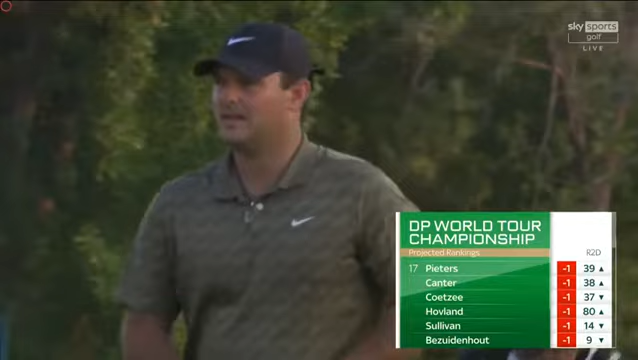 sky sports
golf
LIVE
DP WORLD TOUR
CHAMPIONSHIP
Projected Rankings R2D
17 Pieters -1 39 ▲
Canter -1 38 ▲
Coetzee -1 37 ▼
Hovland -1 80 ▲
Sullivan -1 14 ▼
Bezuidenhout -1 9 ▼